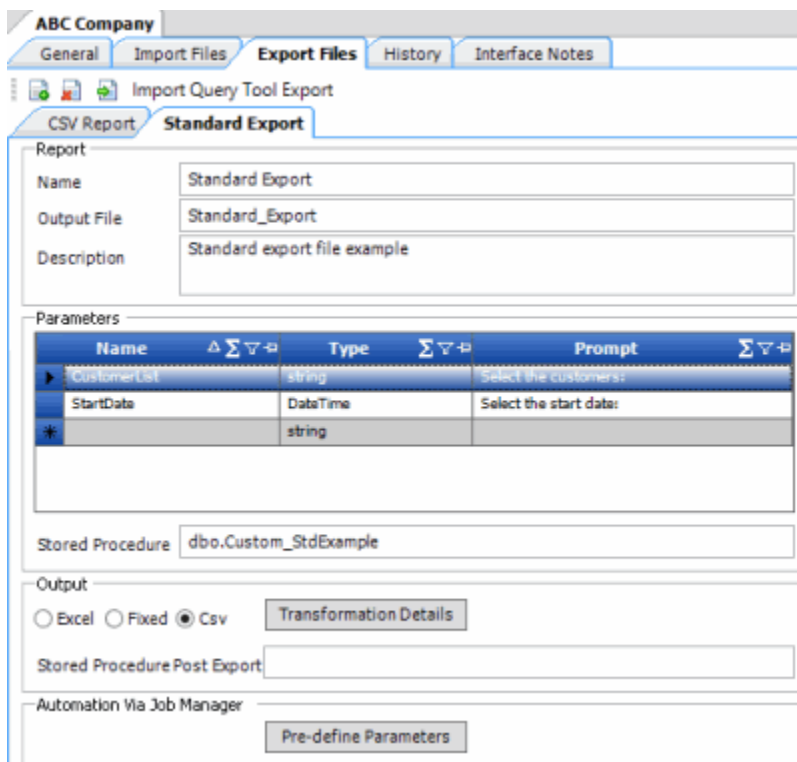 ABC Company
General Import Files Export Files History Interface Notes
Import Query Tool Export
CSV Report Standard Export
Report
Name Standard Export
Output File Standard_Export
Description Standard export file example
Parameters
Name Type Prompt
CustomerList string Select the customers:
StartDate DateTime Select the start date:
string
Stored Procedure dbo.Custom_StdExample
Output
Excel Fixed Csv Transformation Details
Stored Procedure Post Export
Automation Via Job Manager
Pre-define Parameters